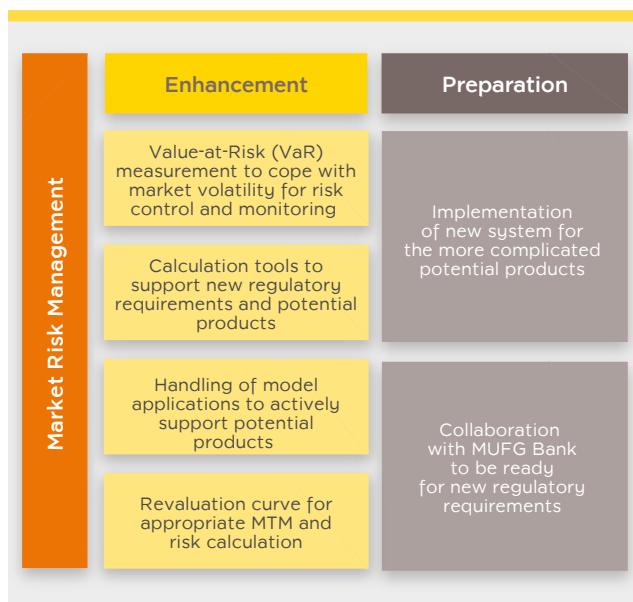 Market Risk Management
Enhancement
Value-at-Risk (VaR)
measurement to cope with
market volatility for risk
control and monitoring
Calculation tools to
support new regulatory
requirements and potential
products
Handling of model
applications to actively
support potential
products
Revaluation curve for
appropriate MTM and
risk calculation
Preparation
Implementation
of new system for
the more complicated
potential products
Collaboration
with MUFG Bank
to be ready
for new regulatory
requirements